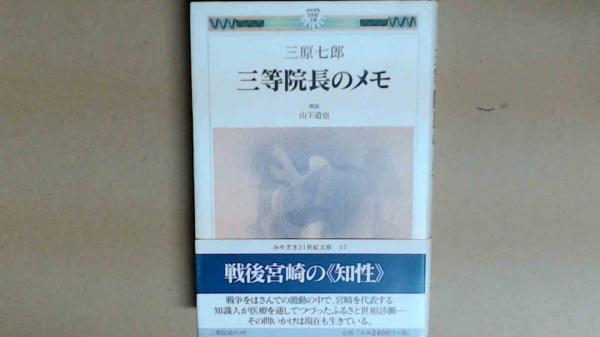 三原七郎
三等院長のメモ
解説
山下道也
みやざき21世紀文庫 17
戦後宮崎の《知性》
戦争をはさんでの激動の中で、宮崎を代表する
知識人が医療を通してつづったふるさと世相診断―
その問いかけは現在も生きている。